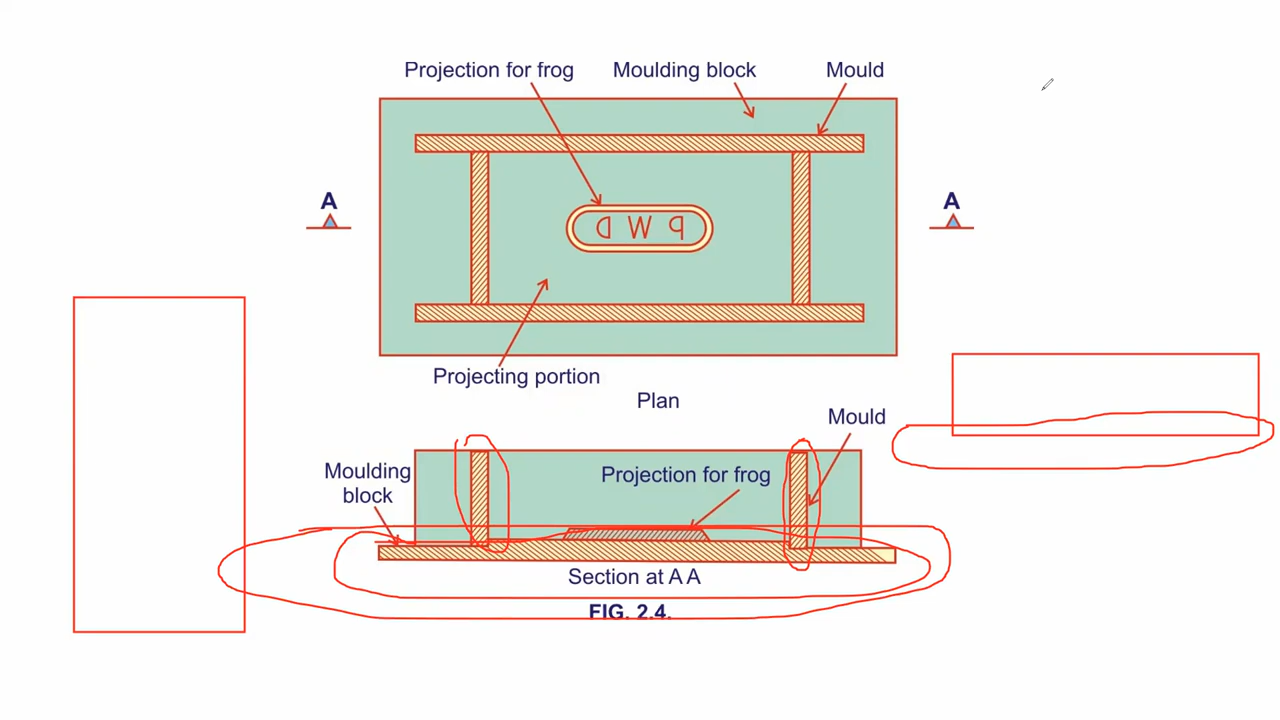 Projection for frog
Moulding block
Mould
A
A
D W P
Projecting portion
Plan
Mould
Moulding
block
Projection for frog
Section at A A
FIG. 2.4.